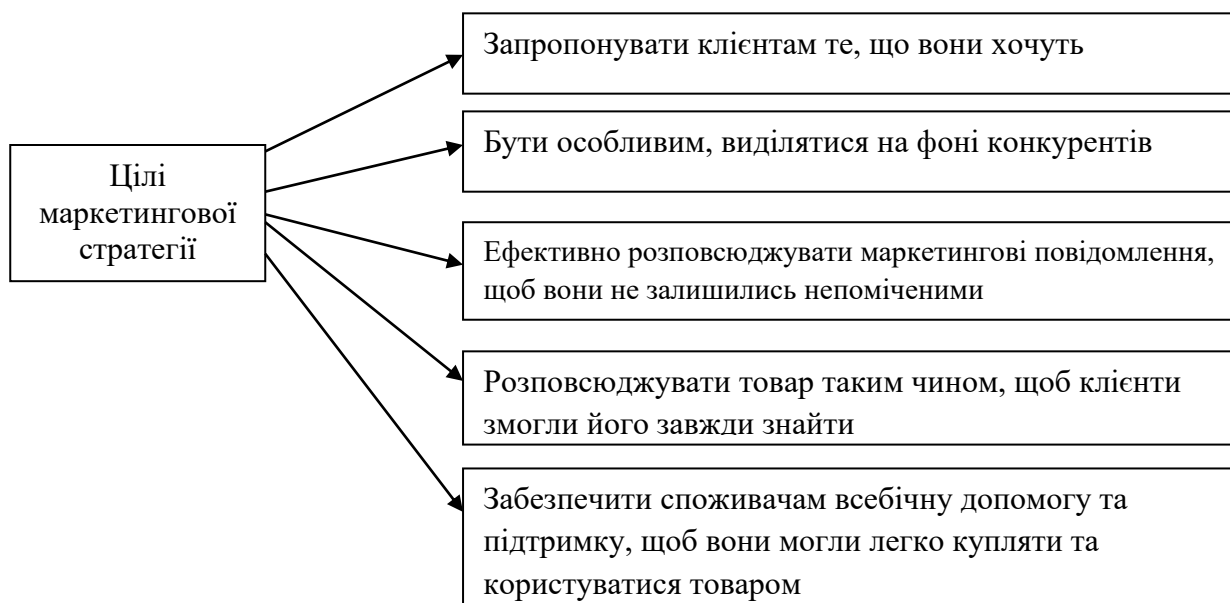 Запропонувати клієнтам те, що вони хочуть
Бути особливим, виділятися на фоні конкурентів
Цілі
маркетингової
стратегії
Ефективно розповсюджувати маркетингові повідомлення,
щоб вони не залишились непоміченими
Розповсюджувати товар таким чином, щоб клієнти
змогли його завжди знайти
Забезпечити споживачам всебічну допомогу та
підтримку, щоб вони могли легко купляти та
користуватися товаром